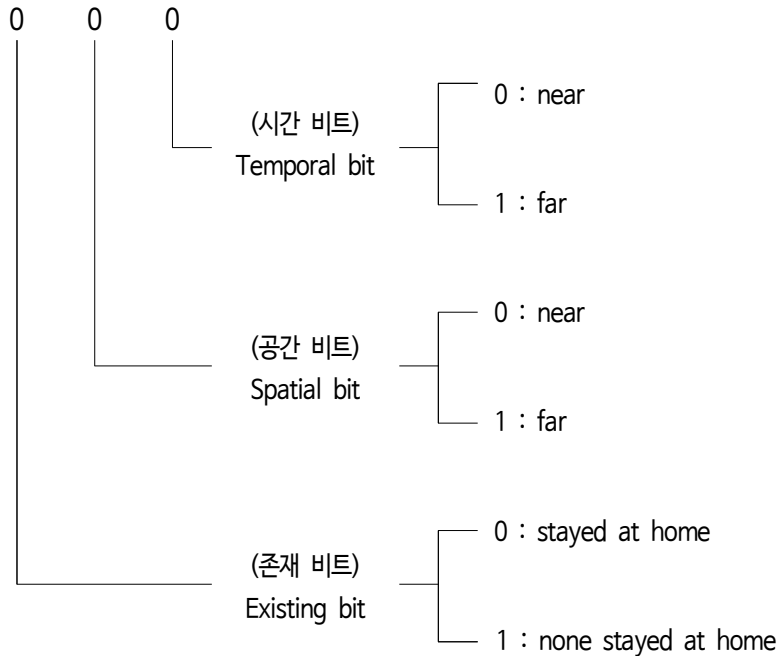 0 0 0
(시간 비트)
Temporal bit
0 : near
1 : far
(공간 비트)
Spatial bit
0 : near
1 : far
(존재 비트)
Existing bit
0 : stayed at home
1 : none stayed at home